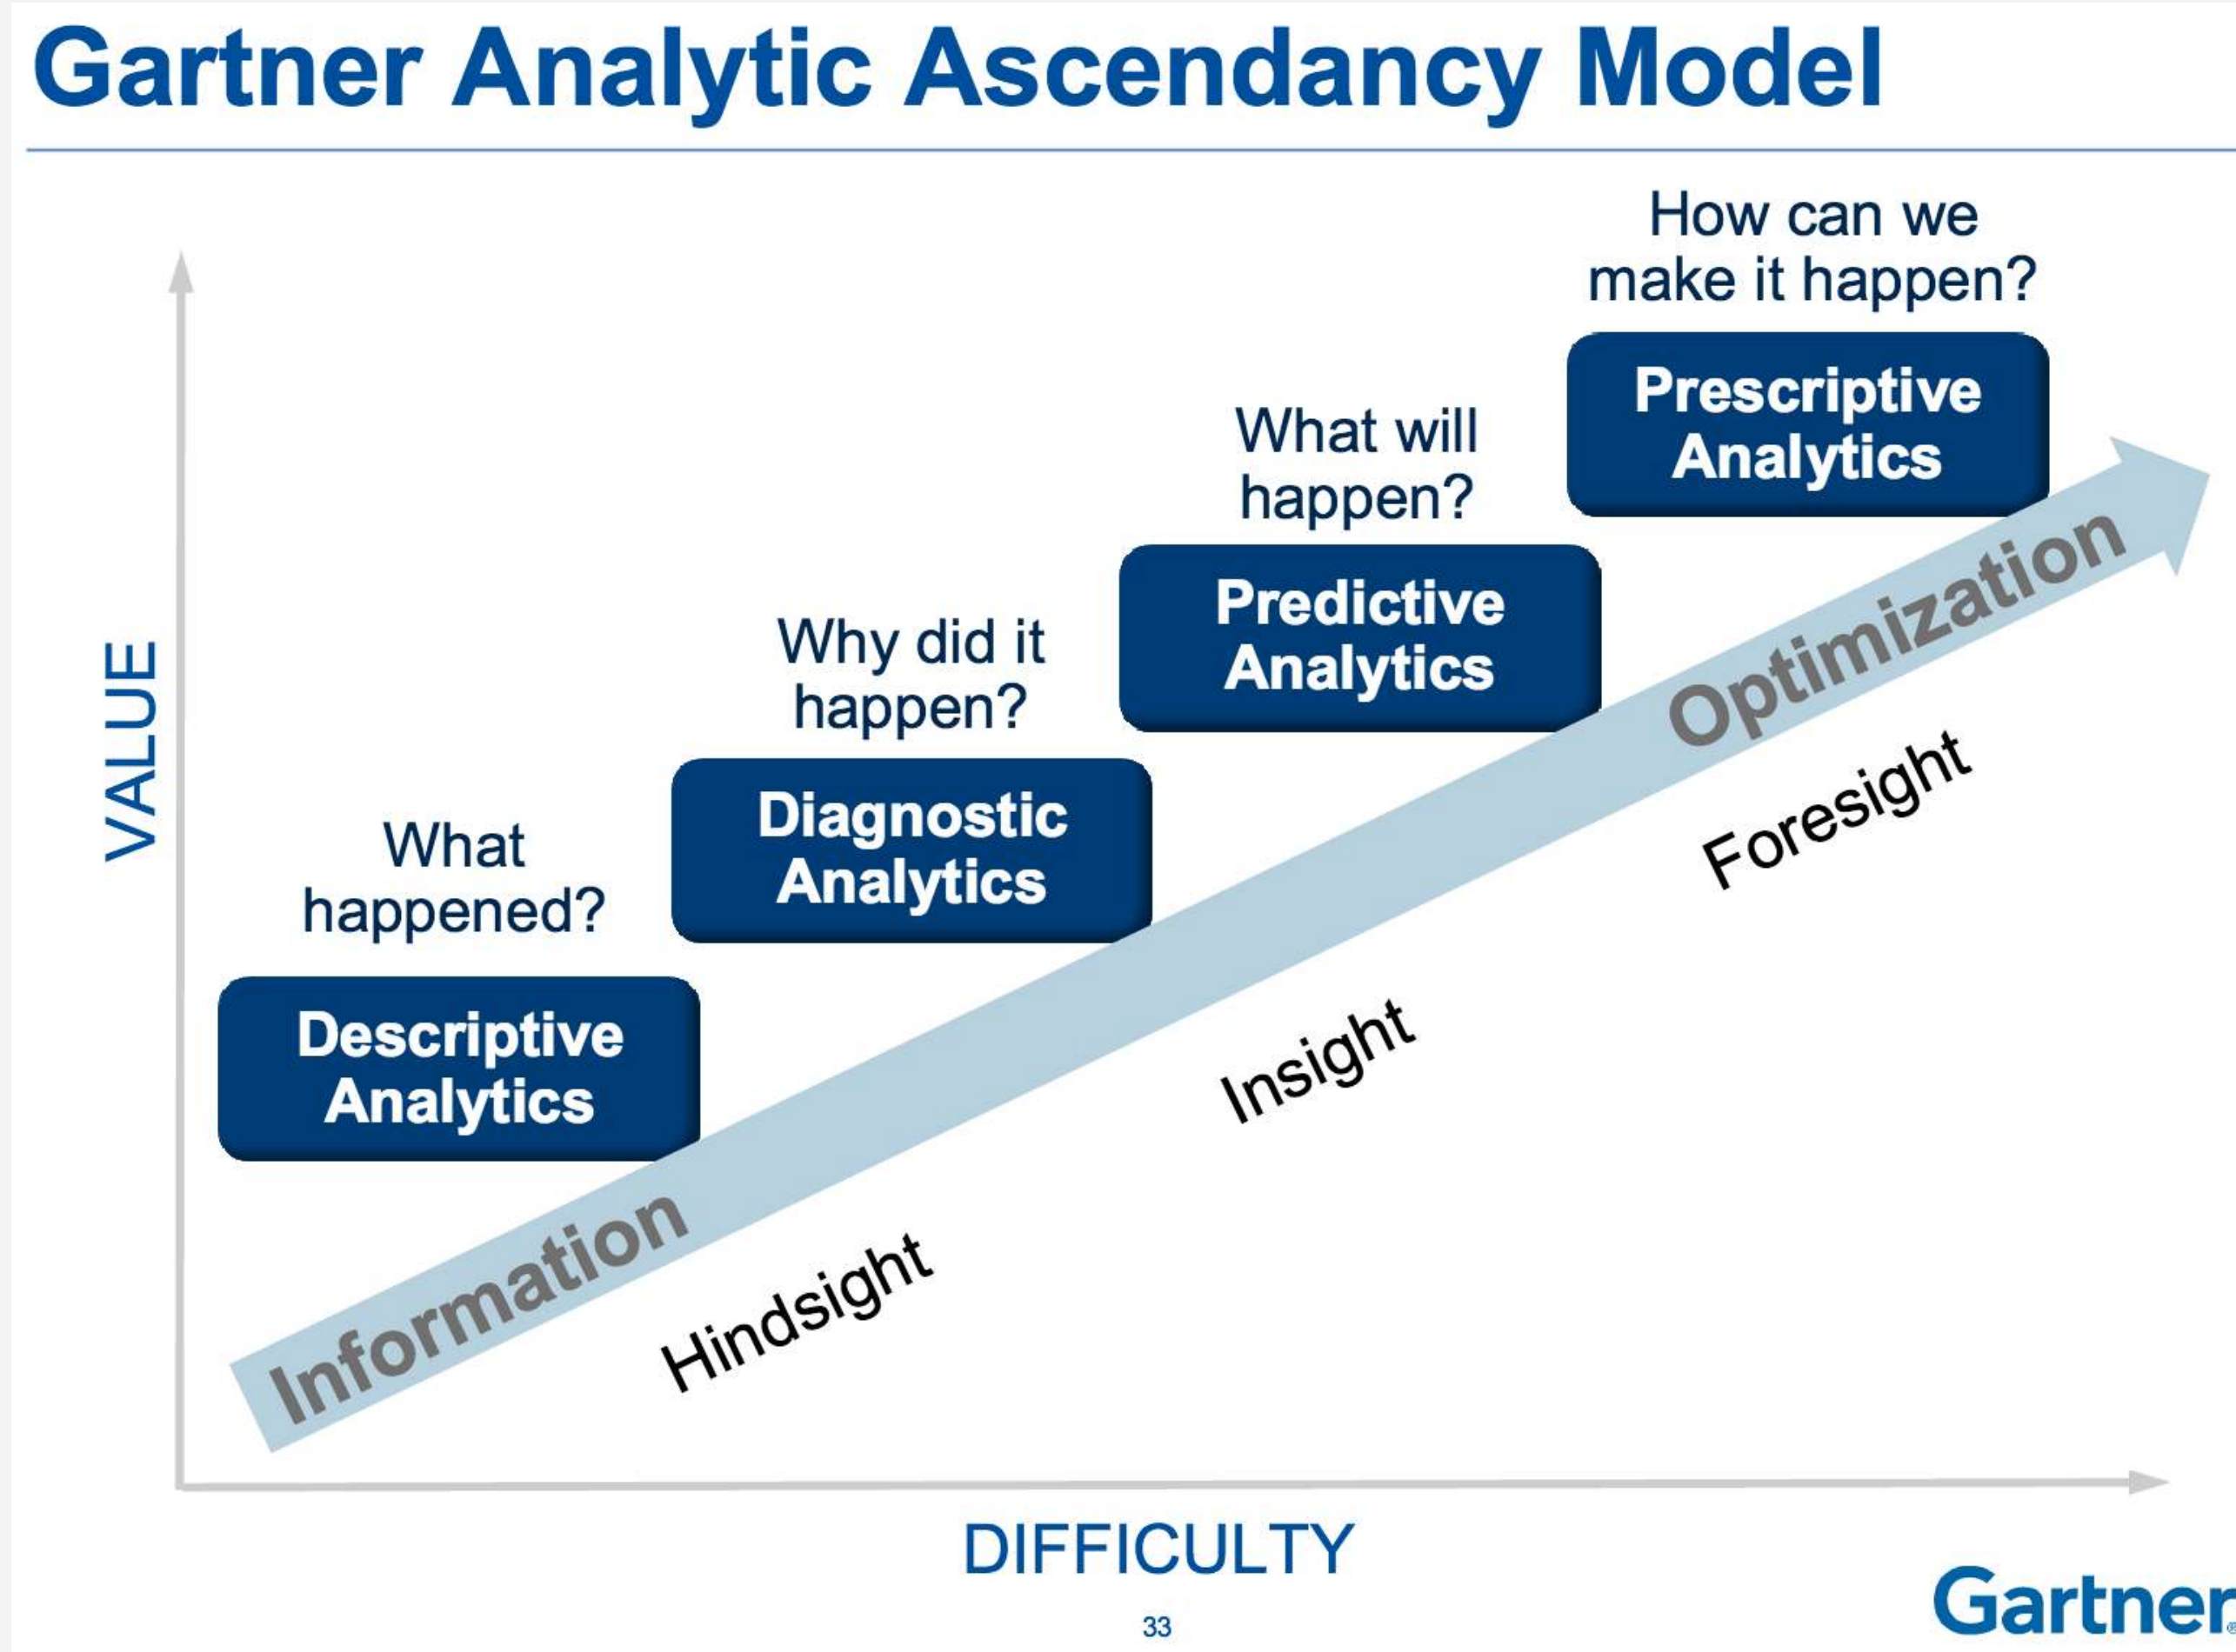 Gartner Analytic Ascendancy Model
How can we
make it happen?
Prescriptive
Analytics
What will
happen?
Predictive
Analytics
Why did it
happen?
Diagnostic
Analytics
What
happened?
Descriptive
Analytics
VALUE
Information
Optimization
Hindsight
Insight
Foresight
DIFFICULTY
33
Gartner®